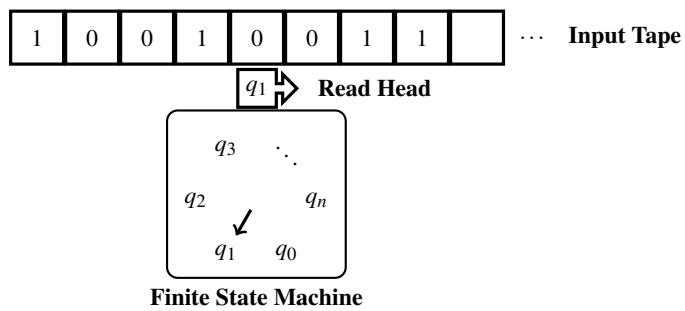 1 0 0 1 0 0 1 1 ⋯ Input Tape
q₁ Read Head
q₃ ⋱
q₂ qₙ
q₁ q₀
Finite State Machine